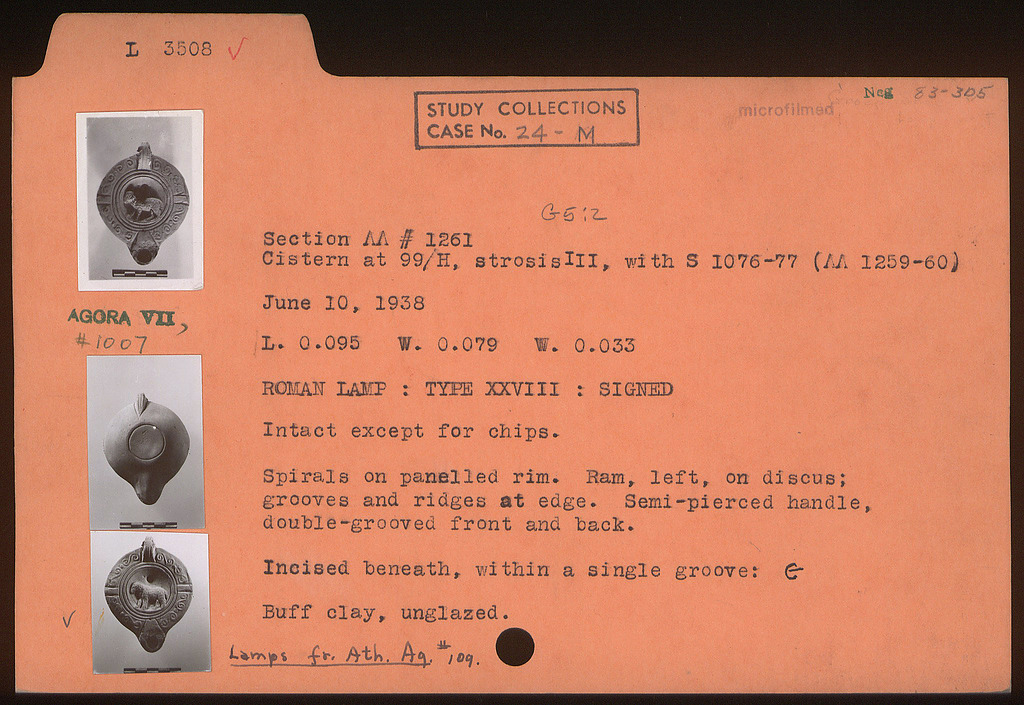 L 3508 ✓
Neg 83-305
microfilmed
STUDY COLLECTIONS
CASE No. 24 - M
G5:2
Section ΛΛ # 1261
Cistern at 99/H, strosis III, with S 1076-77 (ΛΛ 1259-60)
June 10, 1938
AGORA VII,
#1007
L. 0.095 W. 0.079 W. 0.033
ROMAN LAMP : TYPE XXVIII : SIGNED
Intact except for chips.
Spirals on panelled rim. Ram, left, on discus;
grooves and ridges at edge. Semi-pierced handle,
double-grooved front and back.
Incised beneath, within a single groove: Є
Buff clay, unglazed.
✓
Lamps fr. Ath. Ag. #109.